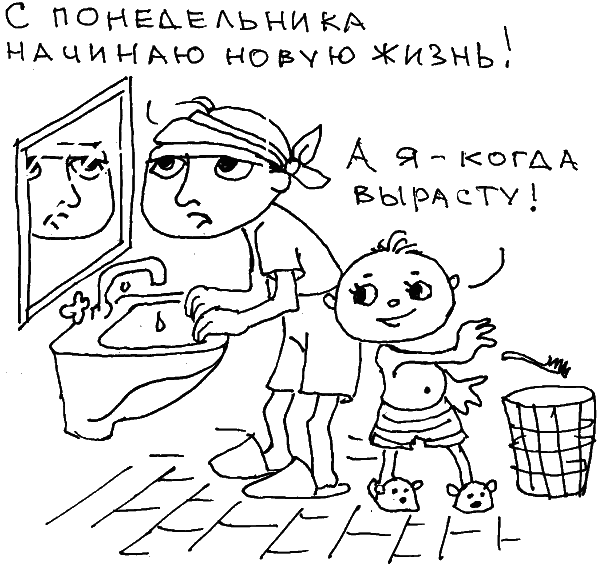 С ПОНЕДЕЛЬНИКА
НАЧИНАЮ НОВУЮ ЖИЗНЬ!
А Я - КОГДА
ВЫРАСТУ!